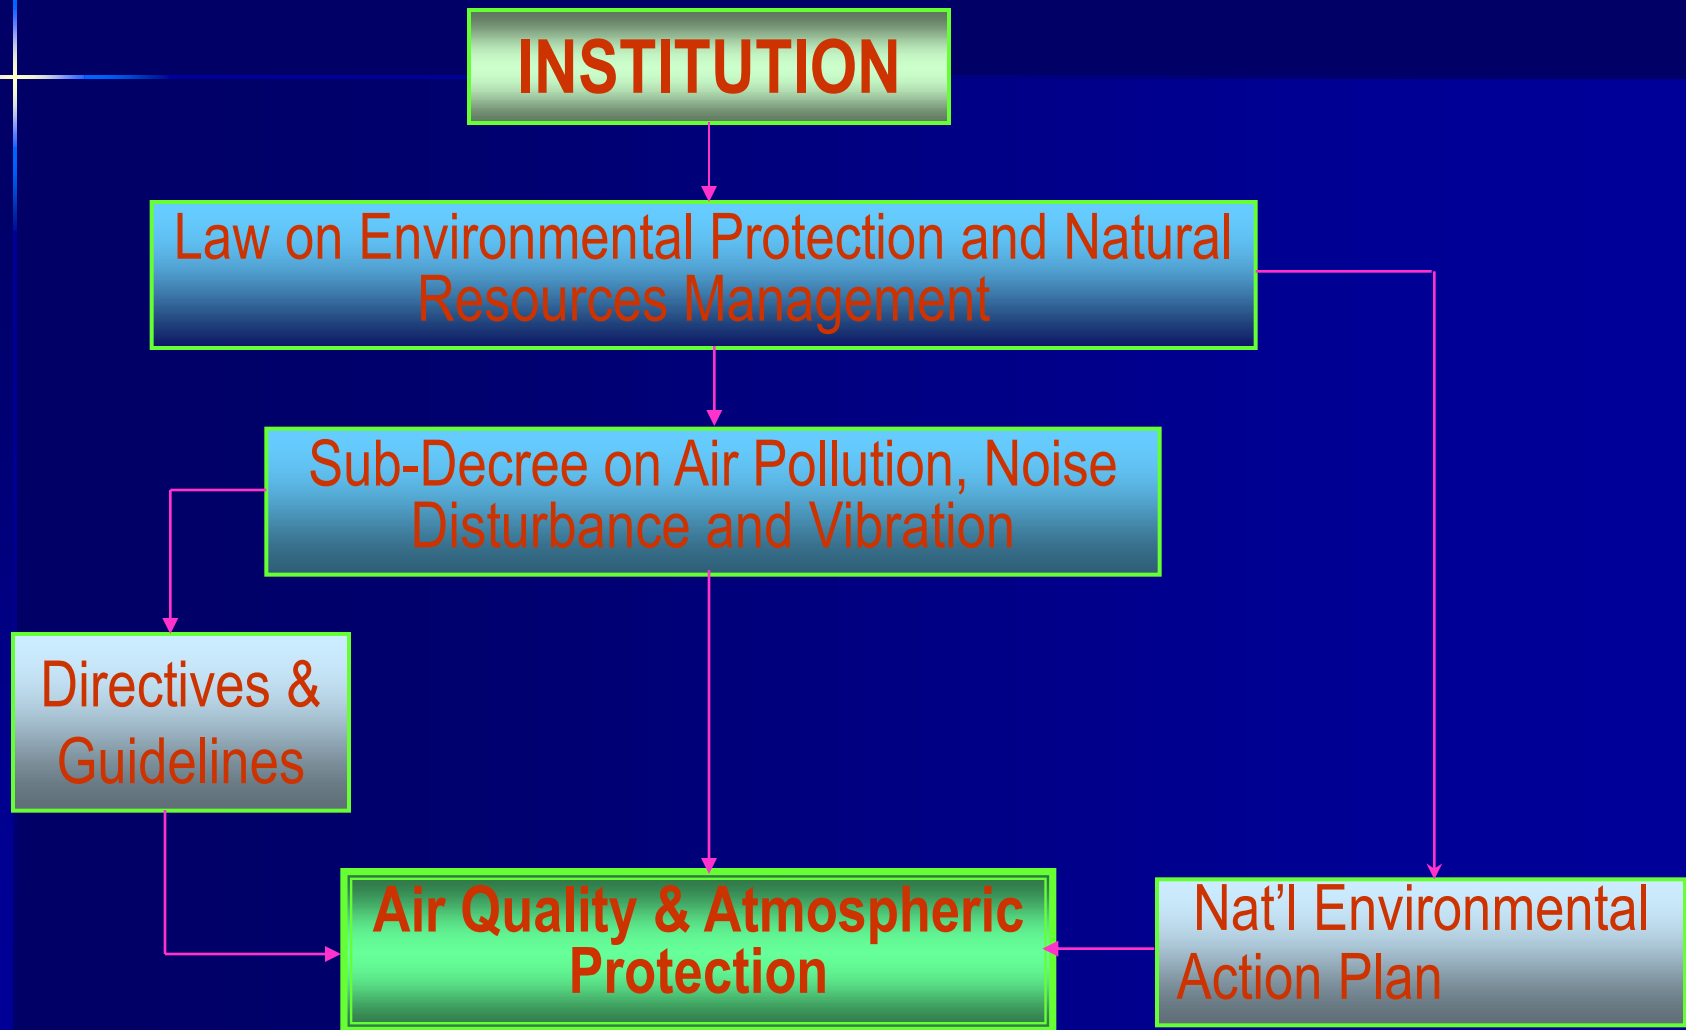 INSTITUTION
Law on Environmental Protection and Natural
Resources Management
Sub-Decree on Air Pollution, Noise
Disturbance and Vibration
Directives &
Guidelines
Air Quality & Atmospheric
Protection
Nat’l Environmental
Action Plan